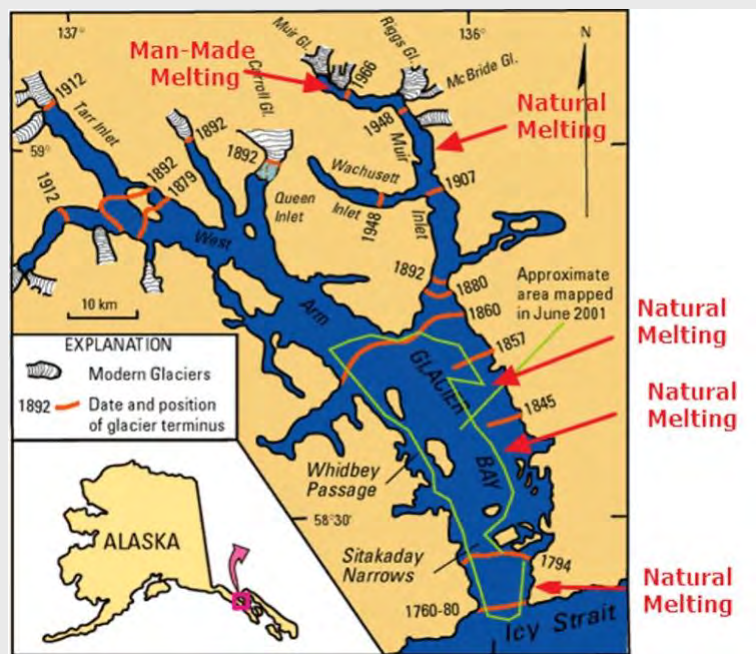 137°
136°
Man-Made
Melting
Muir Gl.
1966
Riggs Gl.
McBride Gl.
Carroll Gl.
1912
Tarr Inlet
1892
1948
Muir
Natural
Melting
59°
1892
Wachusett
1907
1912
1892
1879
Queen
Inlet
Inlet
1948
Inlet
West
1892
1880
Approximate
area mapped
in June 2001
10 km
Arm
1860
Natural
Melting
EXPLANATION
Modern Glaciers
1892 Date and position
of glacier terminus
GLACIER
1857
Natural
Melting
1845
BAY
Whidbey
Passage
58°30'
ALASKA
Sitakaday
Narrows
1794
Natural
Melting
1760-80
Icy Strait
N